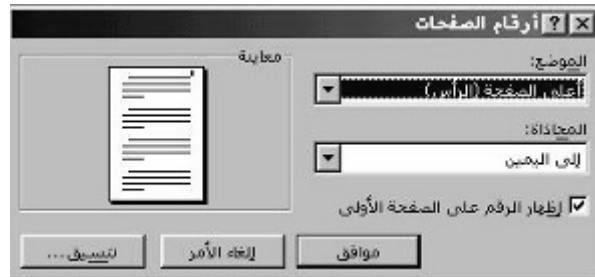 أرقام الصفحات
الموضع:
أعلى الصفحة (الرأس)
المحاذاة:
إلى اليمين
إظهار الرقم على الصفحة الأولى
معاينة
موافق
إلغاء الأمر
تنسيق...